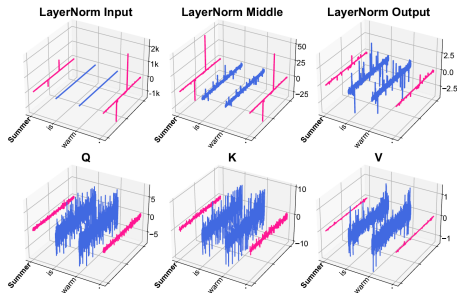 LayerNorm Input
LayerNorm Middle
LayerNorm Output
2k
1k
0
-1k
Summer
is
warm
.
50
25
0
−25
Summer
is
warm
.
2.5
0.0
−2.5
Summer
is
warm
.
Q
K
V
5
0
−5
Summer
is
warm
.
10
0
−10
Summer
is
warm
.
1
0
−1
Summer
is
warm
.